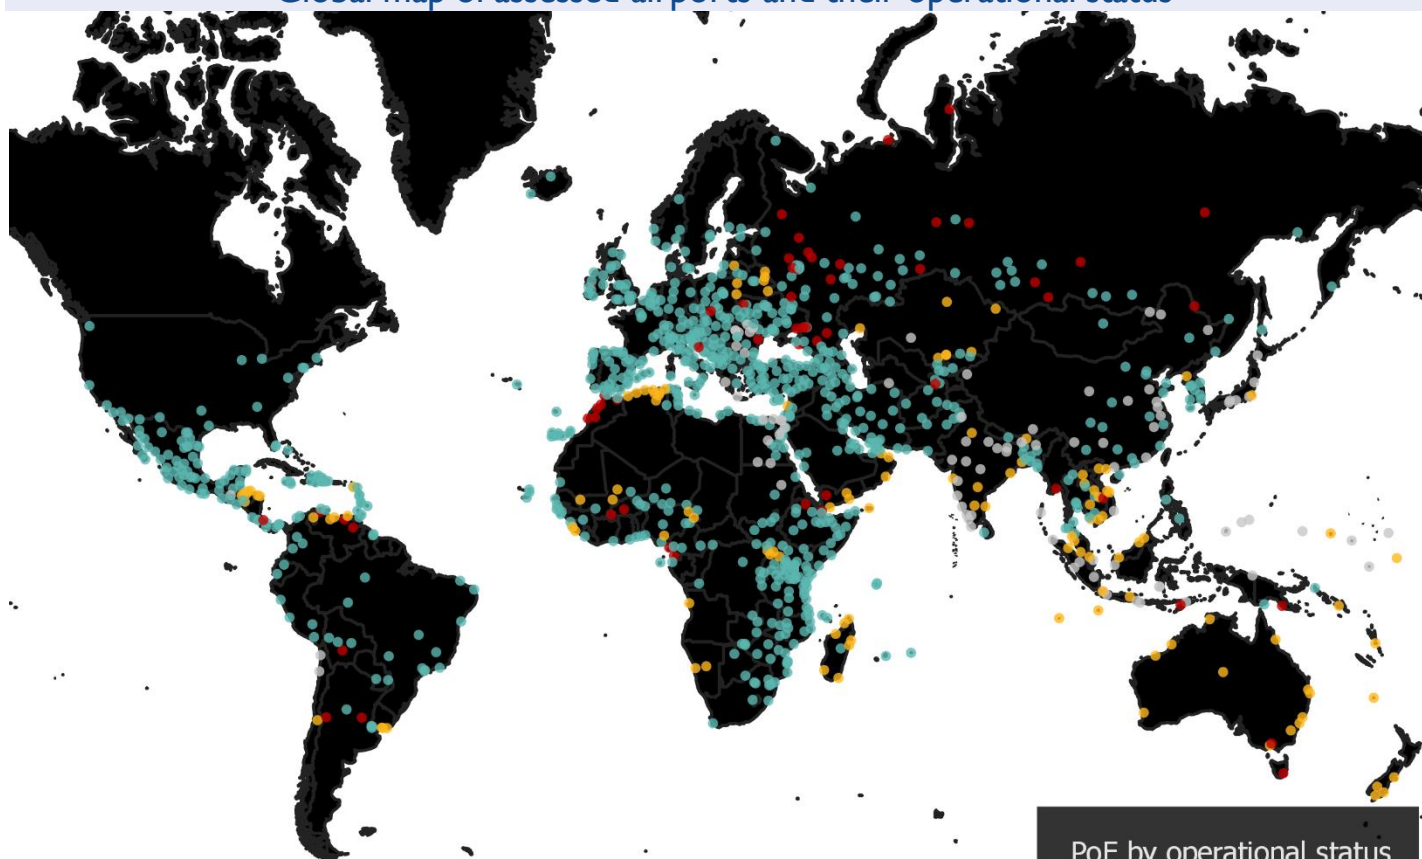 Global map of assessed airports and their operational status
PoE by operational status